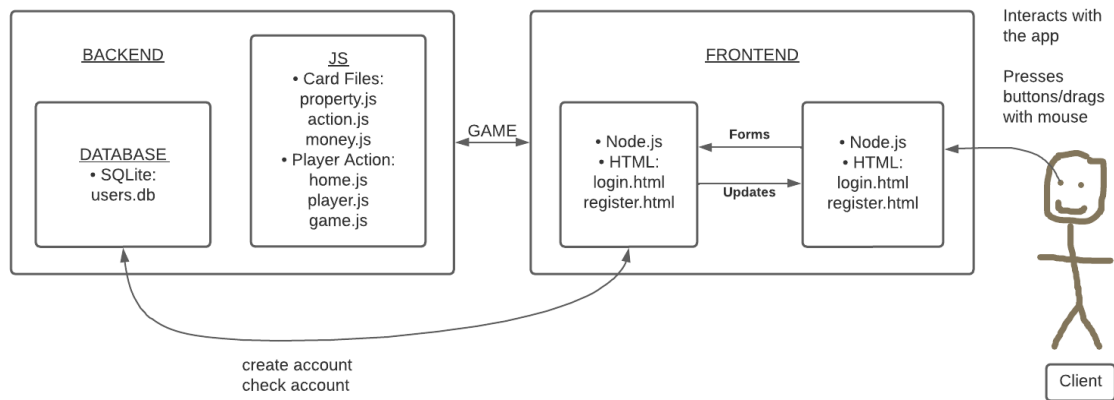 BACKEND
DATABASE
• SQLite:
users.db
JS
• Card Files:
property.js
action.js
money.js
• Player Action:
home.js
player.js
game.js
GAME
FRONTEND
• Node.js
• HTML:
login.html
register.html
Forms
Updates
• Node.js
• HTML:
login.html
register.html
Interacts with
the app
Presses
buttons/drags
with mouse
Client
create account
check account